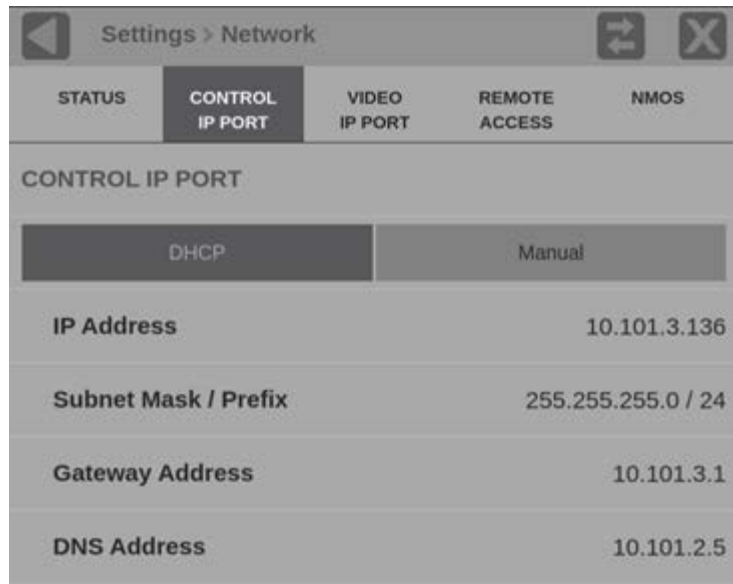 Settings > Network
STATUS
CONTROL
IP PORT
VIDEO
IP PORT
REMOTE
ACCESS
NMOS
CONTROL IP PORT
DHCP
Manual
IP Address
10.101.3.136
Subnet Mask / Prefix
255.255.255.0 / 24
Gateway Address
10.101.3.1
DNS Address
10.101.2.5